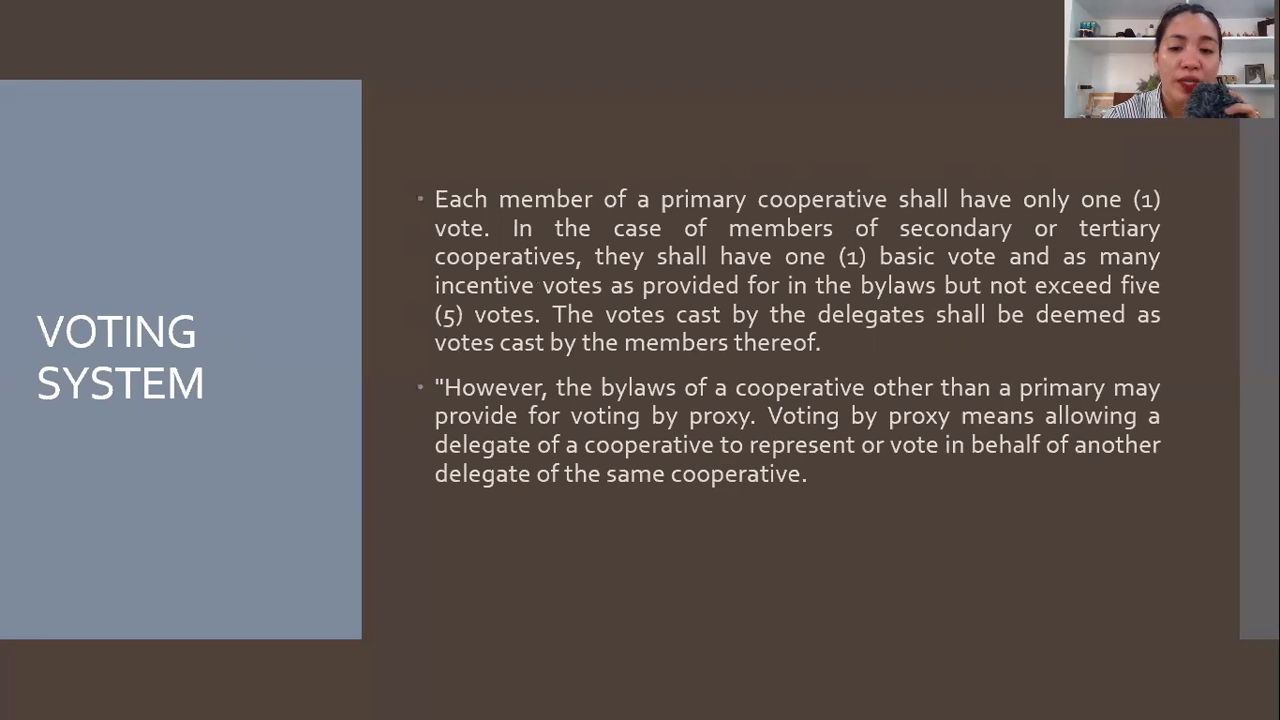 VOTING
SYSTEM
Each member of a primary cooperative shall have only one (1)
vote. In the case of members of secondary or tertiary
cooperatives, they shall have one (1) basic vote and as many
incentive votes as provided for in the bylaws but not exceed five
(5) votes. The votes cast by the delegates shall be deemed as
votes cast by the members thereof.
"However, the bylaws of a cooperative other than a primary may
provide for voting by proxy. Voting by proxy means allowing a
delegate of a cooperative to represent or vote in behalf of another
delegate of the same cooperative.